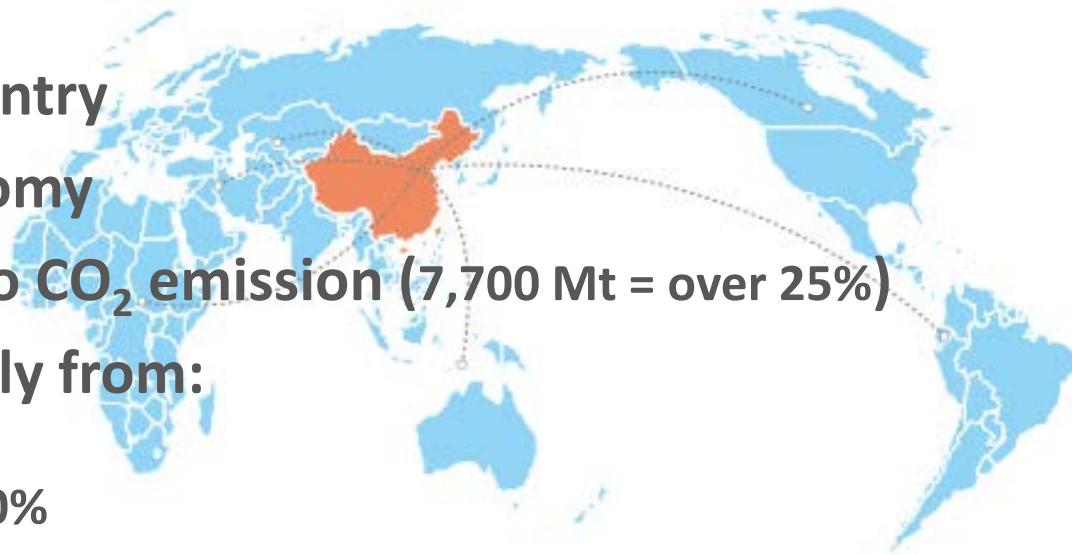 ntry
omy
o CO₂ emission (7,700 Mt = over 25%)
ly from:
0%